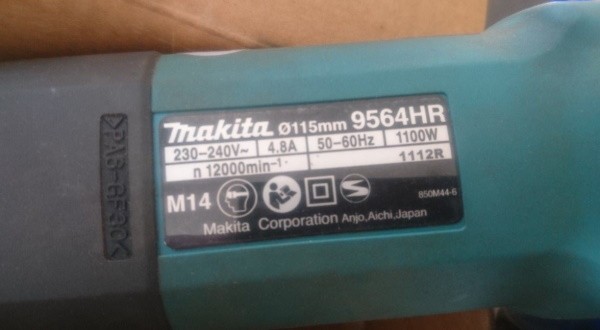 makita Ø115mm 9564HR
230-240V~ 4.8A 50-60Hz 1100W
n 12000min-1 1112R
M14
850M44-6
Makita Corporation Anjo,Aichi,Japan
>PA6-GF30<